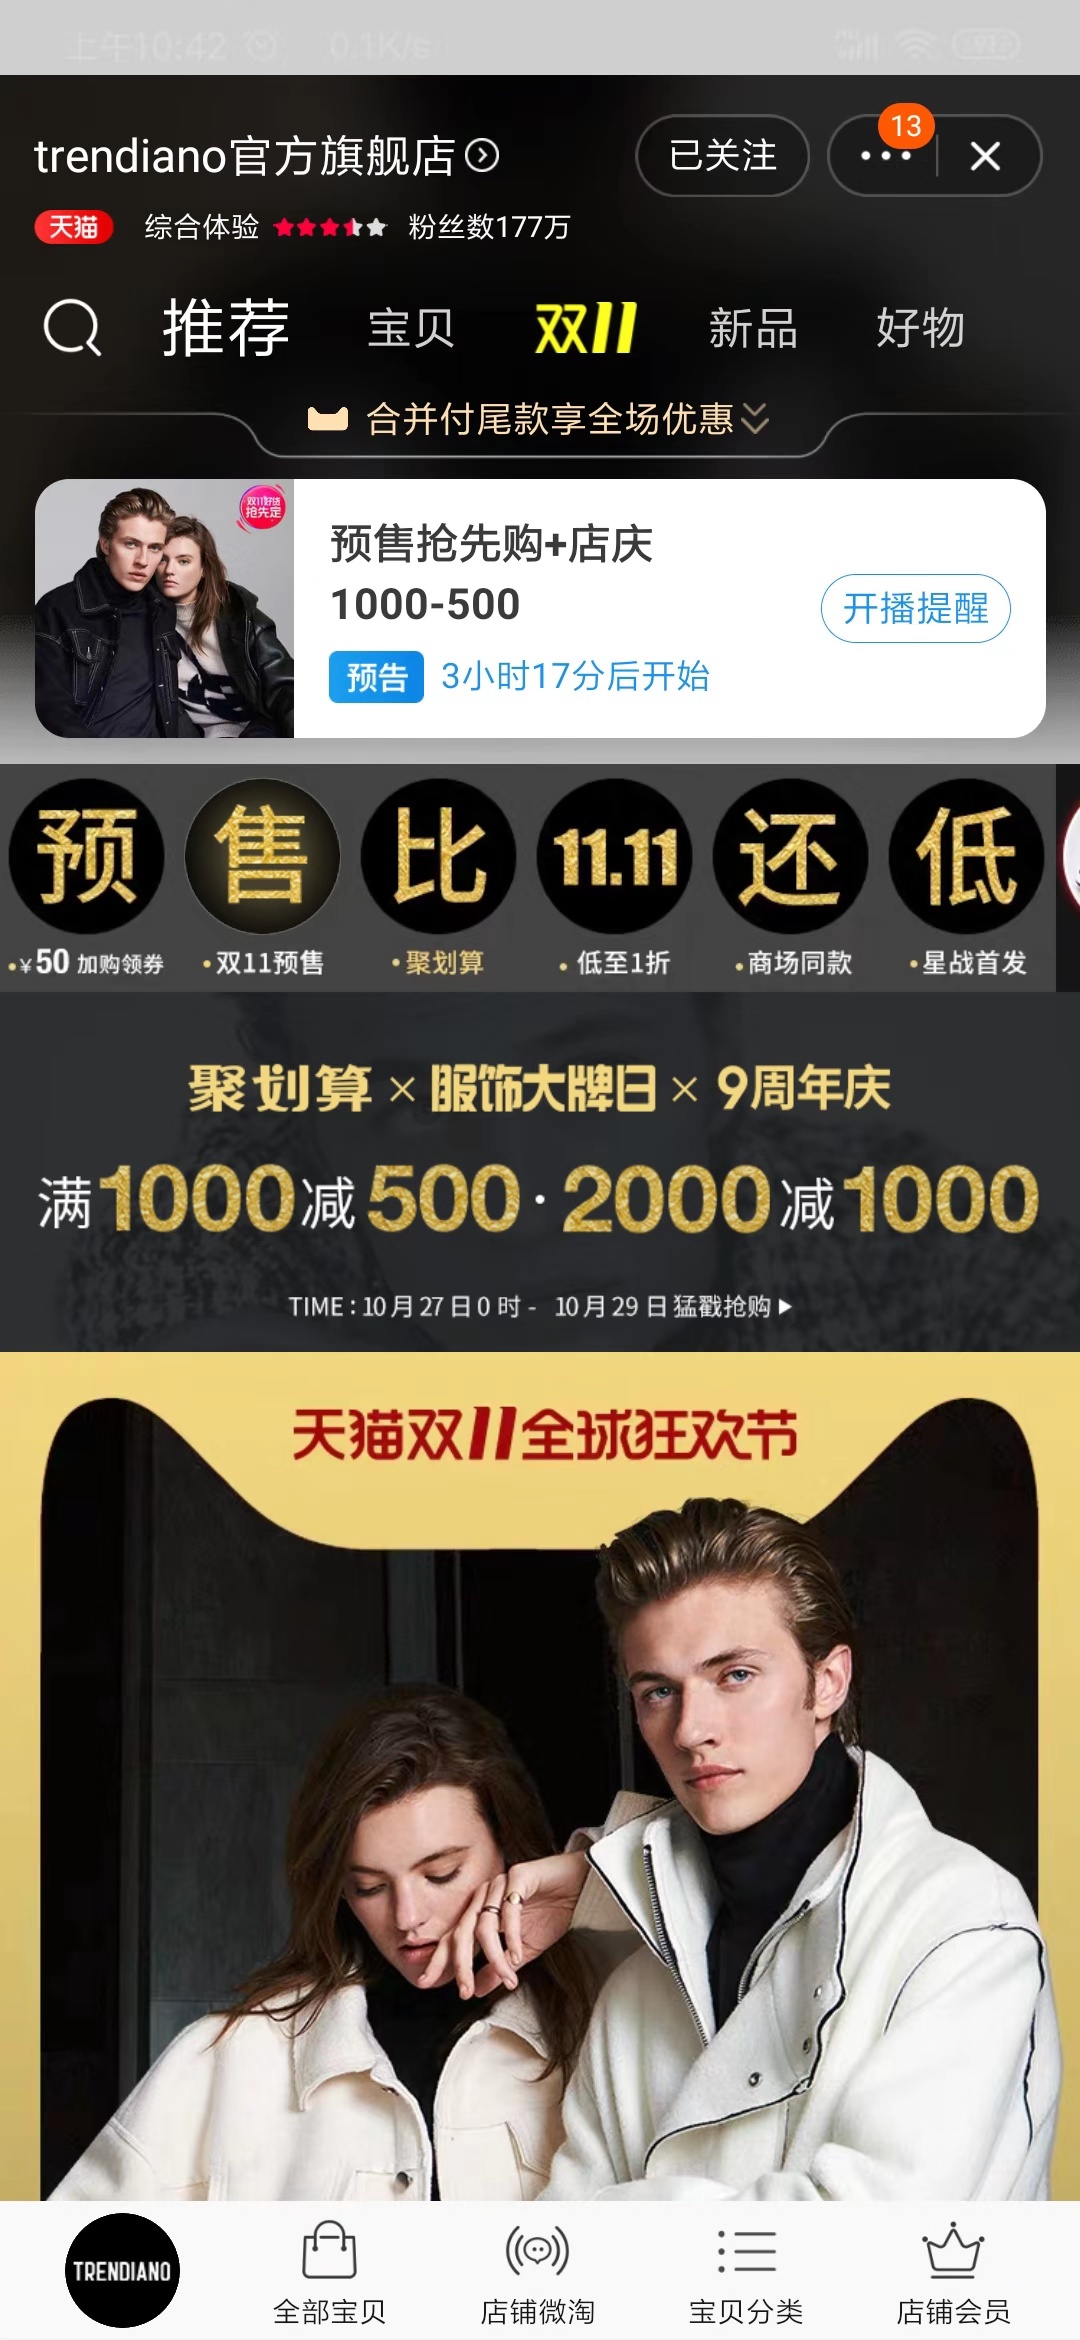 上午10:42 0.1K/s
trendiano官方旗舰店
已关注
13
天猫 综合体验 粉丝数177万
推荐 宝贝 双11 新品 好物
合并付尾款享全场优惠
双11好货
抢先定
预售抢先购+店庆
1000-500
开播提醒
预告 3小时17分后开始
预 售 比 11.11 还 低
•¥50 加购领券 •双11预售 •聚划算 •低至1折 •商场同款 •星战首发
聚划算×服饰大牌日×9周年庆
满1000减500·2000减1000
TIME:10月27日0时- 10月29日猛戳抢购▶
天猫双11全球狂欢节
TRENDIANO
全部宝贝 店铺微淘 宝贝分类 店铺会员